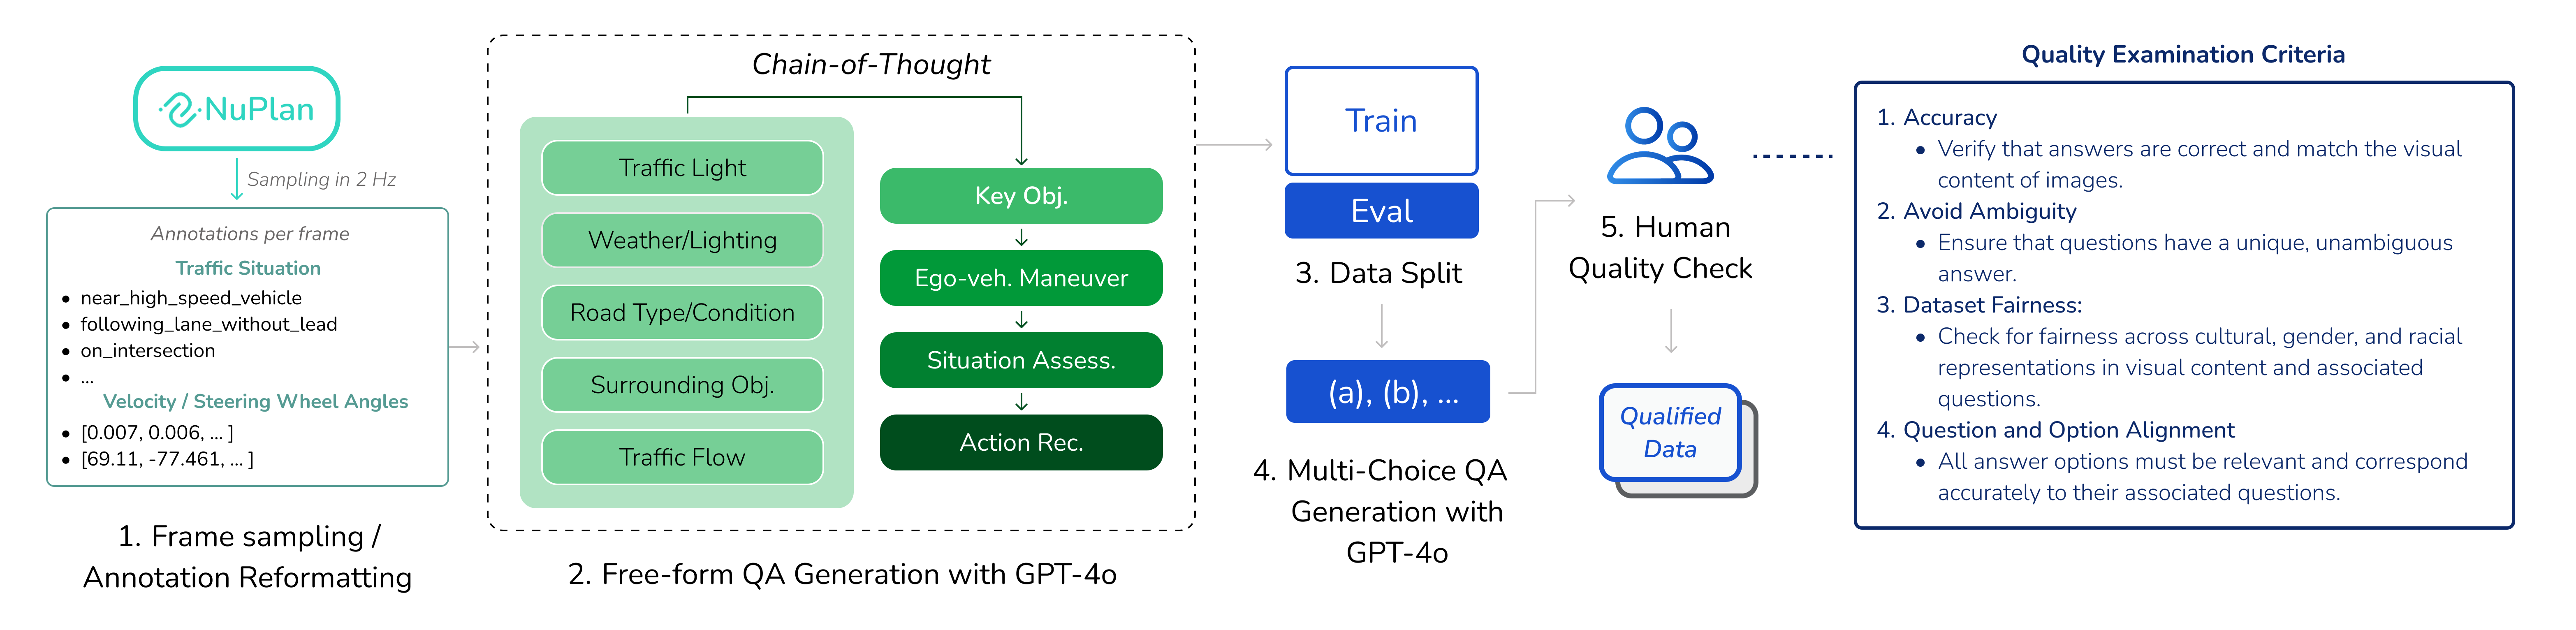 NuPlan
Sampling in 2 Hz
Annotations per frame
Traffic Situation
• near_high_speed_vehicle
• following_lane_without_lead
• on_intersection
• ...
Velocity / Steering Wheel Angles
• [0.007, 0.006, ... ]
• [69.11, -77.461, ... ]
1. Frame sampling /
Annotation Reformatting
Chain-of-Thought
Traffic Light
Weather/Lighting
Road Type/Condition
Surrounding Obj.
Traffic Flow
Key Obj.
Ego-veh. Maneuver
Situation Assess.
Action Rec.
2. Free-form QA Generation with GPT-4o
Train
Eval
3. Data Split
(a), (b), ...
4. Multi-Choice QA
Generation with
GPT-4o
5. Human
Quality Check
Qualified
Data
Quality Examination Criteria
1. Accuracy
• Verify that answers are correct and match the visual
content of images.
2. Avoid Ambiguity
• Ensure that questions have a unique, unambiguous
answer.
3. Dataset Fairness:
• Check for fairness across cultural, gender, and racial
representations in visual content and associated
questions.
4. Question and Option Alignment
• All answer options must be relevant and correspond
accurately to their associated questions.